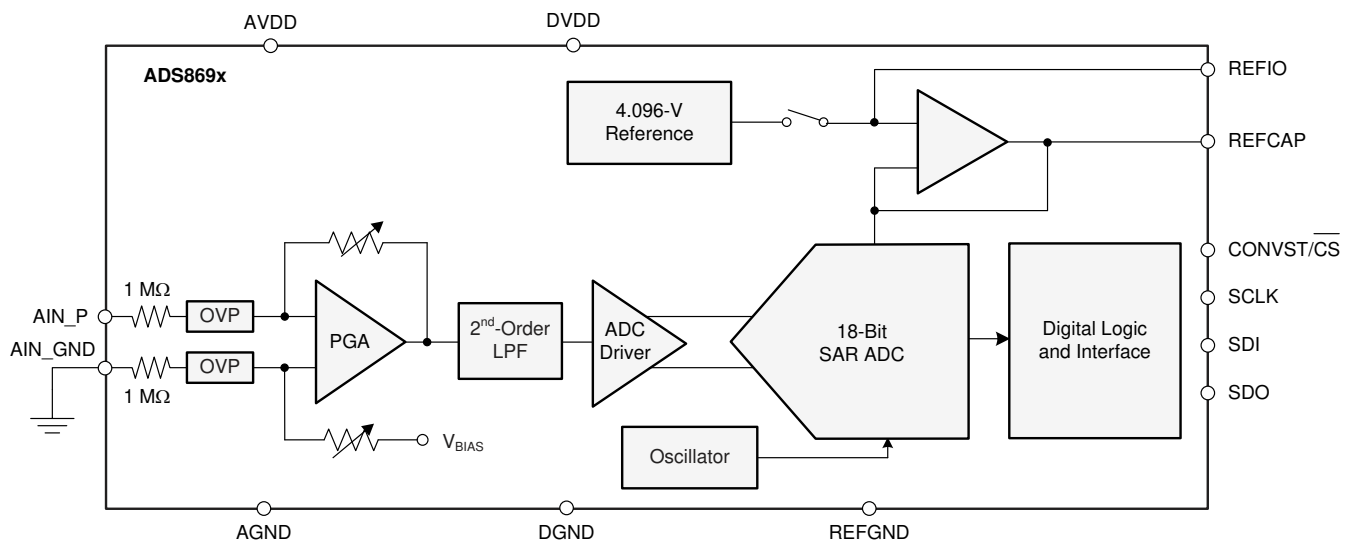 AVDD
DVDD
ADS869x
REFIO
4.096-V
Reference
REFCAP
CONVST/CS
1 MΩ
OVP
AIN_P
SCLK
PGA
2nd-Order
LPF
ADC
Driver
18-Bit
SAR ADC
Digital Logic
and Interface
AIN_GND
OVP
1 MΩ
SDI
SDO
VBIAS
Oscillator
AGND
DGND
REFGND